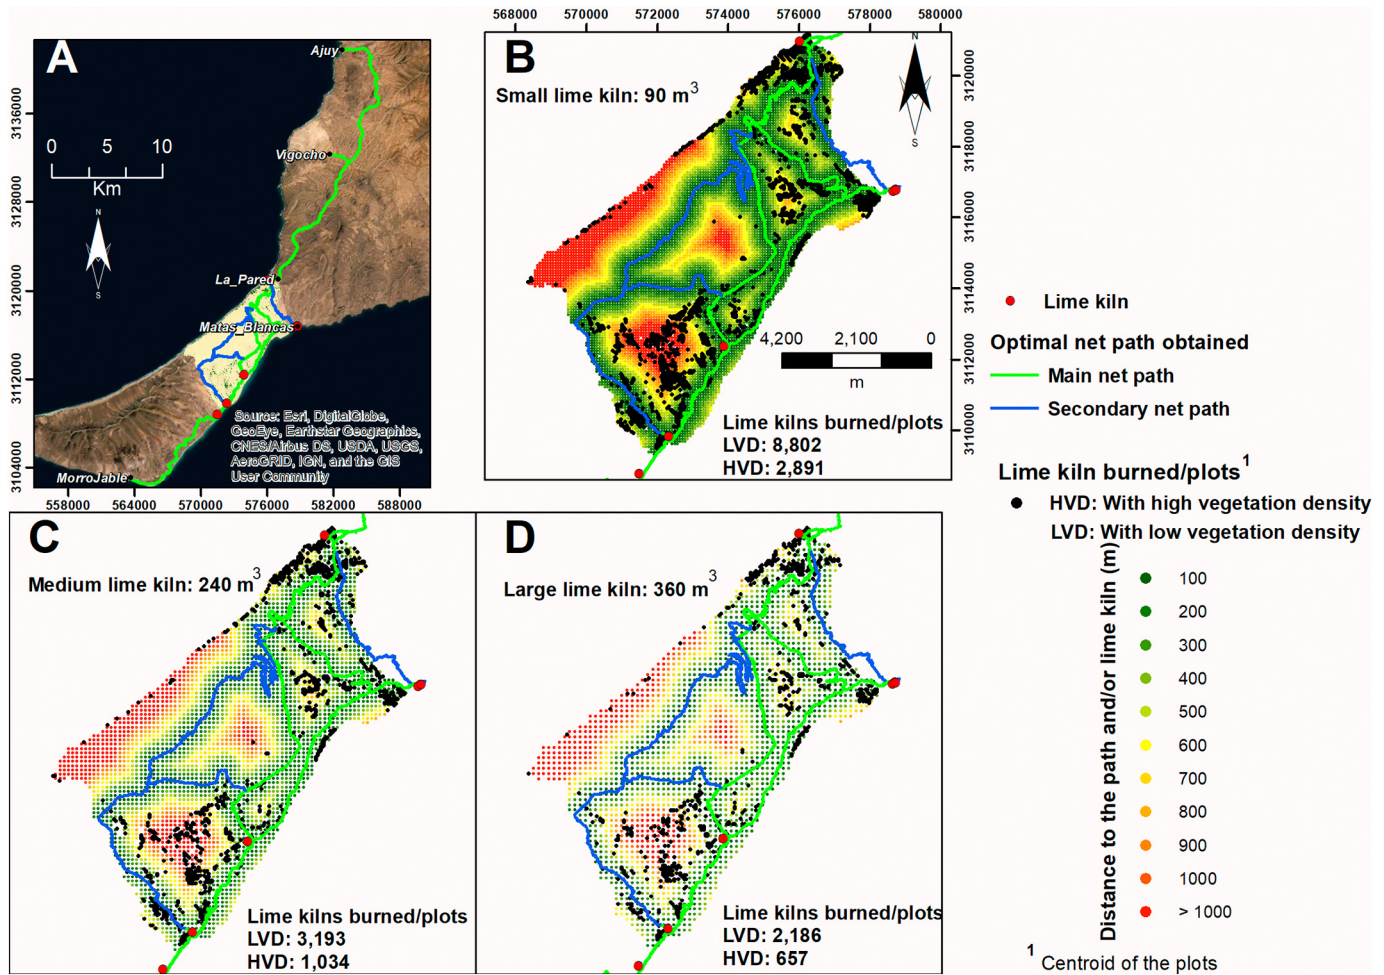 A
Ajuy
Vigocho
La_Pared
Matas_Blancas
MorroJable
0 5 10
Km
N
S
Source: Esri, DigitalGlobe,
GeoEye, Earthstar Geographics,
CNES/Airbus DS, USDA, USGS,
AeroGRID, IGN, and the GIS
User Community
3136000
3128000
3120000
3112000
3104000
558000 564000 570000 576000 582000 588000
568000 570000 572000 574000 576000 578000 580000
B
Small lime kiln: 90 m3
N
S
3120000
3118000
3116000
3114000
3112000
3110000
4,200 2,100 0
m
Lime kilns burned/plots
LVD: 8,802
HVD: 2,891
C
Medium lime kiln: 240 m3
Lime kilns burned/plots
LVD: 3,193
HVD: 1,034
D
Large lime kiln: 360 m3
Lime kilns burned/plots
LVD: 2,186
HVD: 657
Lime kiln
Optimal net path obtained
Main net path
Secondary net path
Lime kiln burned/plots1
HVD: With high vegetation density
LVD: With low vegetation density
Distance to the path and/or lime kiln (m)
100
200
300
400
500
600
700
800
900
1000
> 1000
1 Centroid of the plots